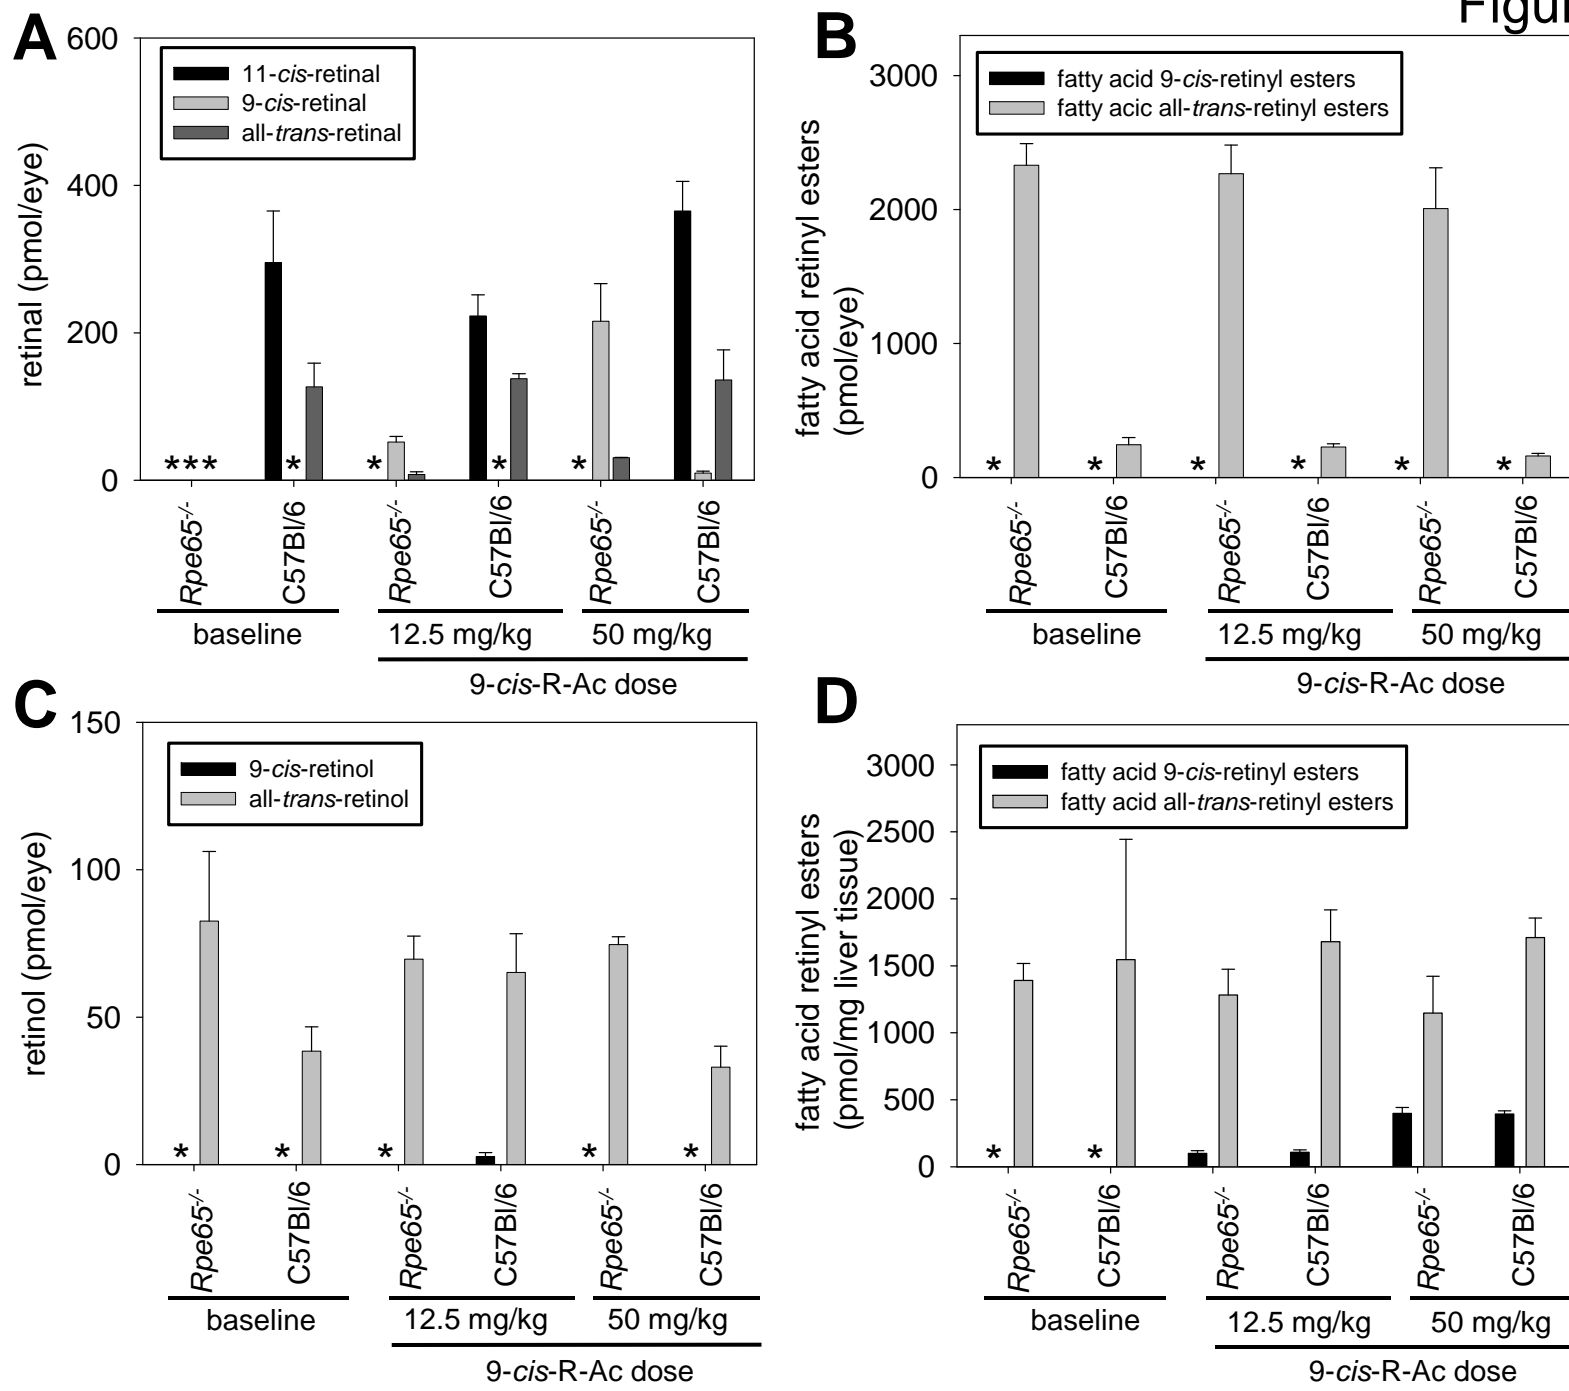 Figur
A
600
400
200
0
retinal (pmol/eye)
11-cis-retinal
9-cis-retinal
all-trans-retinal
*** * * * * *
Rpe65-/-
C57Bl/6
Rpe65-/-
C57Bl/6
Rpe65-/-
C57Bl/6
baseline
12.5 mg/kg
50 mg/kg
9-cis-R-Ac dose
B
3000
2000
1000
0
fatty acid retinyl esters
(pmol/eye)
fatty acid 9-cis-retinyl esters
fatty acic all-trans-retinyl esters
* * * * * *
Rpe65-/-
C57Bl/6
Rpe65-/-
C57Bl/6
Rpe65-/-
C57Bl/6
baseline
12.5 mg/kg
50 mg/kg
9-cis-R-Ac dose
C
150
100
50
0
retinol (pmol/eye)
9-cis-retinol
all-trans-retinol
* * * * *
Rpe65-/-
C57Bl/6
Rpe65-/-
C57Bl/6
Rpe65-/-
C57Bl/6
baseline
12.5 mg/kg
50 mg/kg
9-cis-R-Ac dose
D
3000
2500
2000
1500
1000
500
0
fatty acid retinyl esters
(pmol/mg liver tissue)
fatty acid 9-cis-retinyl esters
fatty acid all-trans-retinyl esters
* *
Rpe65-/-
C57Bl/6
Rpe65-/-
C57Bl/6
Rpe65-/-
C57Bl/6
baseline
12.5 mg/kg
50 mg/kg
9-cis-R-Ac dose